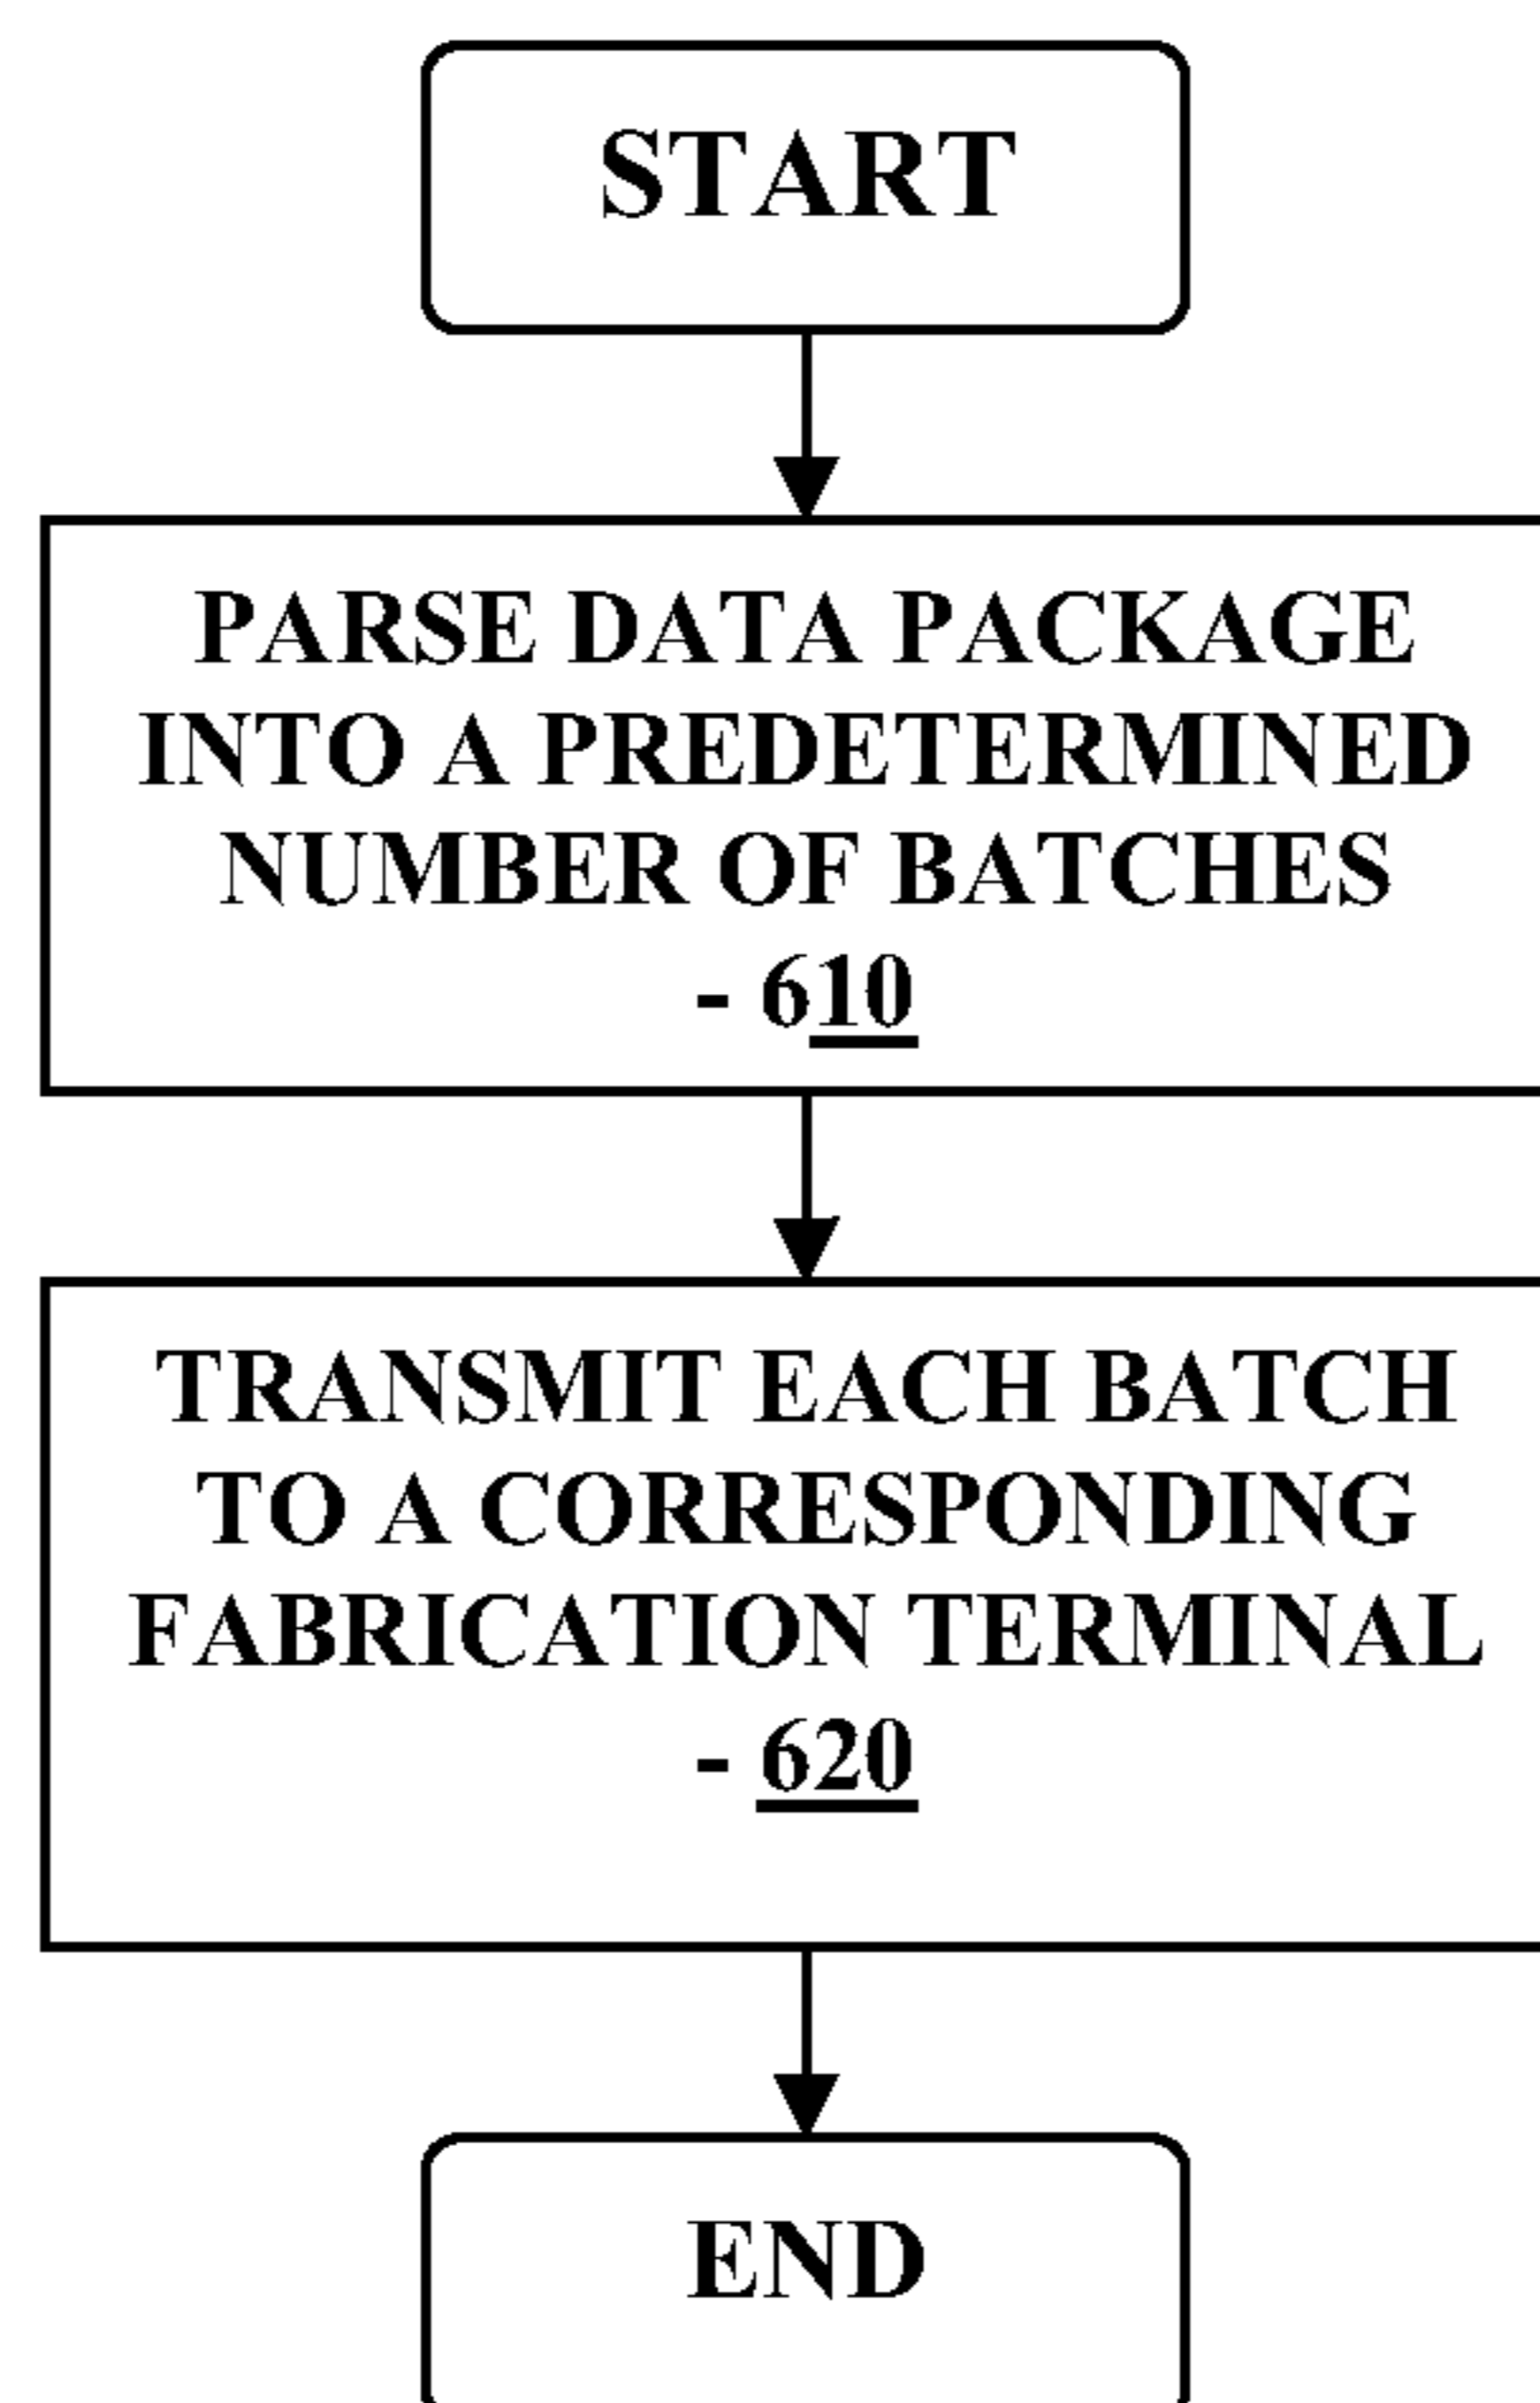 START
PARSE DATA PACKAGE
INTO A PREDETERMINED
NUMBER OF BATCHES
- 610
TRANSMIT EACH BATCH
TO A CORRESPONDING
FABRICATION TERMINAL
- 620
END